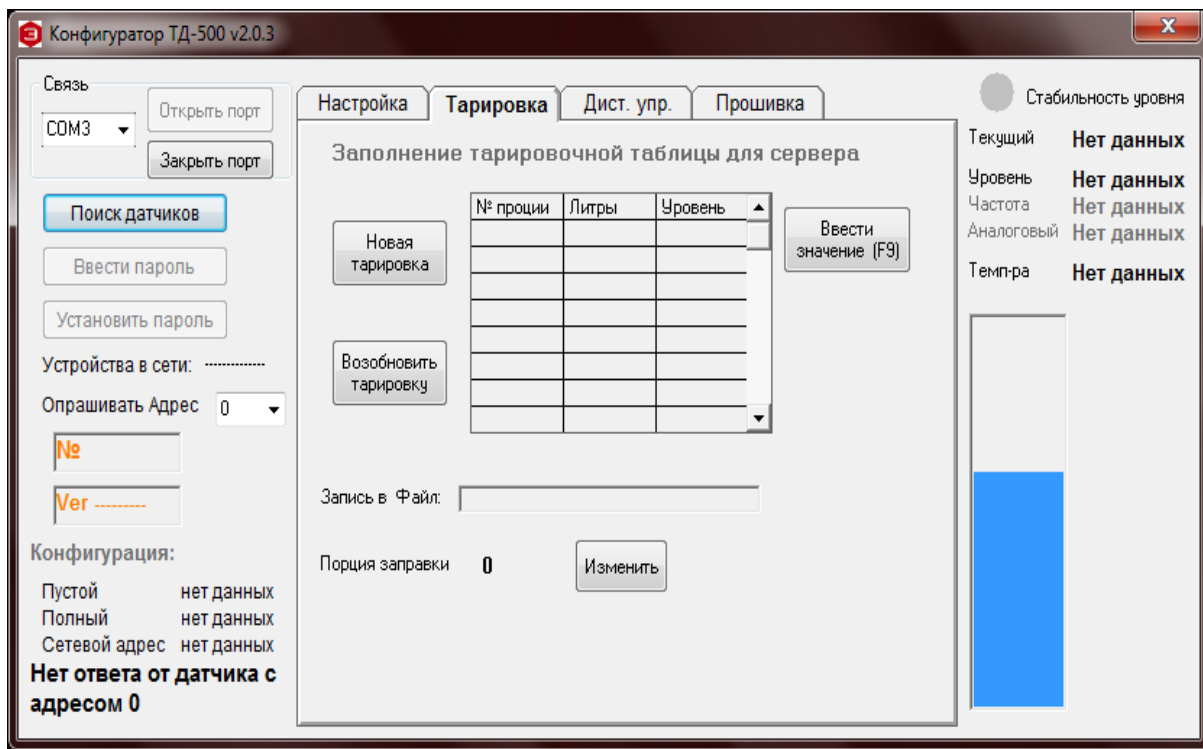 Конфигуратор ТД-500 v2.0.3
Связь
COM3
Открыть порт
Закрыть порт
Поиск датчиков
Ввести пароль
Установить пароль
Устройства в сети: -------------
Опрашивать Адрес 0
№
Ver ---------
Конфигурация:
Пустой нет данных
Полный нет данных
Сетевой адрес нет данных
Нет ответа от датчика с
адресом 0
Настройка Тарировка Дист. упр. Прошивка
Заполнение тарировочной таблицы для сервера
Новая
тарировка
Возобновить
тарировку
№ проции Литры Уровень
Ввести
значение (F9)
Запись в Файл:
Порция заправки 0 Изменить
Стабильность уровня
Текущий Нет данных
Уровень Нет данных
Частота Нет данных
Аналоговый Нет данных
Темп-ра Нет данных